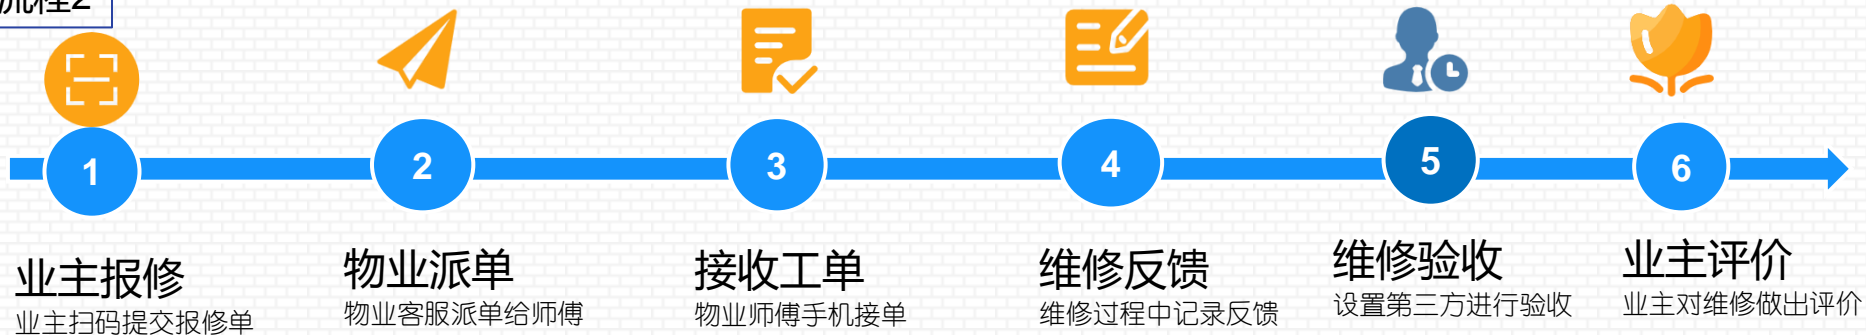 流程2
1
2
3
4
5
6
业主报修
业主扫码提交报修单
物业派单
物业客服派单给师傅
接收工单
物业师傅手机接单
维修反馈
维修过程中记录反馈
维修验收
设置第三方进行验收
业主评价
业主对维修做出评价